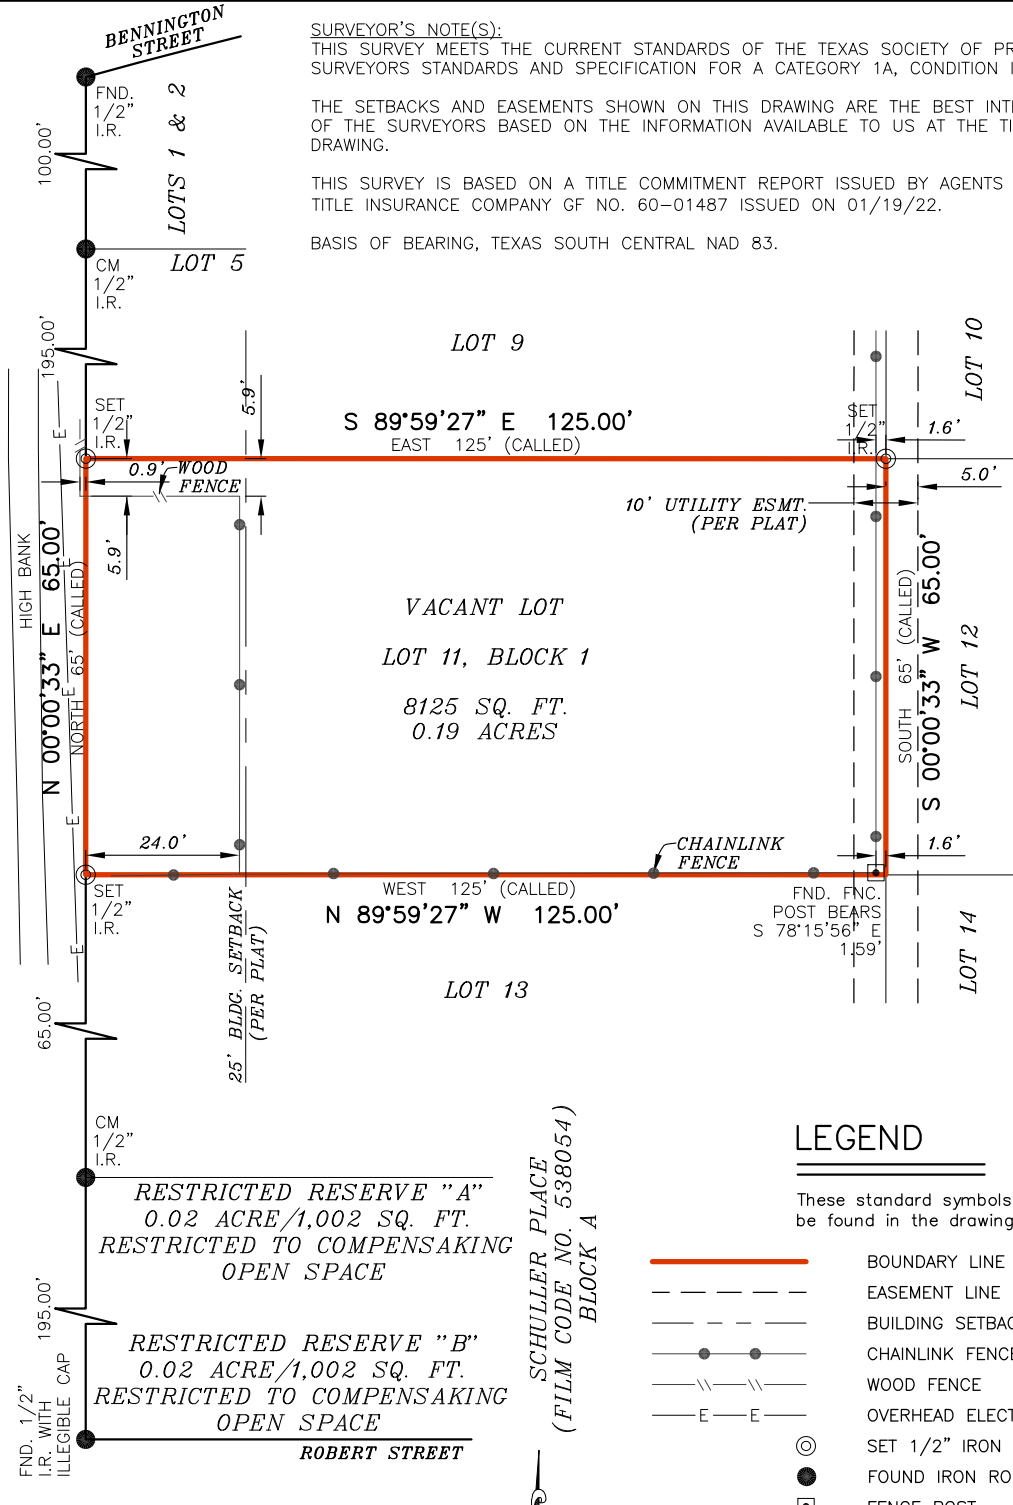 BENNINGTON
STREET
SURVEYOR'S NOTE(S):
THIS SURVEY MEETS THE CURRENT STANDARDS OF THE TEXAS SOCIETY OF
SURVEYORS STANDARDS AND SPECIFICATION FOR A CATEGORY 1A, CONDITION
THE SETBACKS AND EASEMENTS SHOWN ON THIS DRAWING ARE THE BEST
OF THE SURVEYORS BASED ON THE INFORMATION AVAILABLE TO US AT THE
DRAWING.
THIS SURVEY IS BASED ON A TITLE COMMITMENT REPORT ISSUED BY AGENTS
TITLE INSURANCE COMPANY GF NO. 60-01487 ISSUED ON 01/19/22.
BASIS OF BEARING, TEXAS SOUTH CENTRAL NAD 83.
FND.
1/2"
I.R.
100.00'
LOTS 1 & 2
CM
1/2"
I.R.
LOT 5
195.00'
LOT 9
LOT 10
5.9'
SET
1/2"
I.R.
S 89°59'27" E 125.00'
EAST 125' (CALLED)
SET
1/2"
I.R.
1.6'
0.9'
WOOD
FENCE
5.0'
10' UTILITY ESMT.
(PER PLAT)
5.9'
HIGH BANK
N 00°00'33" E 65.00'
NORTH 65' (CALLED)
E
E
E
E
E
VACANT LOT
LOT 11, BLOCK 1
8125 SQ. FT.
0.19 ACRES
SOUTH 65' (CALLED)
S 00°00'33" W 65.00'
LOT 12
24.0'
CHAINLINK
FENCE
1.6'
SET
1/2"
I.R.
WEST 125' (CALLED)
N 89°59'27" W 125.00'
FND. FNC.
POST BEARS
S 78°15'56" E
1.59'
25' BLDG. SETBACK
(PER PLAT)
LOT 13
LOT 14
65.00'
CM
1/2"
I.R.
RESTRICTED RESERVE "A"
0.02 ACRE/1,002 SQ. FT.
RESTRICTED TO COMPENSAKING
OPEN SPACE
195.00'
RESTRICTED RESERVE "B"
0.02 ACRE/1,002 SQ. FT.
RESTRICTED TO COMPENSAKING
OPEN SPACE
FND. 1/2"
I.R. WITH
ILLEGIBLE CAP
ROBERT STREET
SCHULLER PLACE
(FILM CODE NO. 538054)
BLOCK A
LEGEND
These standard symbols
be found in the drawing
BOUNDARY LINE
EASEMENT LINE
BUILDING
CHAINLINK FENCE
WOOD FENCE
E E
OVERHEAD
SET 1/2" IRON
FOUND IRON
FENCE POST